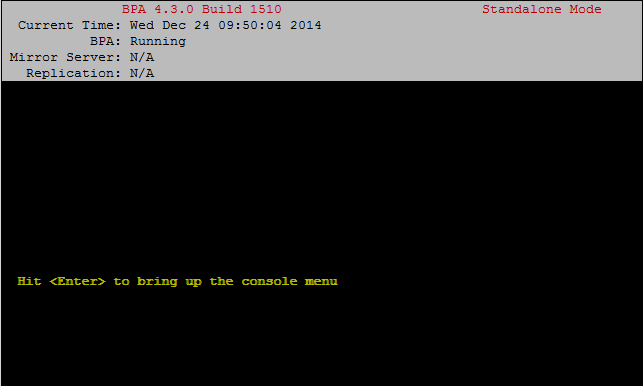 BPA 4.3.0 Build 1510 Standalone Mode
Current Time: Wed Dec 24 09:50:04 2014
BPA: Running
Mirror Server: N/A
Replication: N/A
Hit <Enter> to bring up the console menu